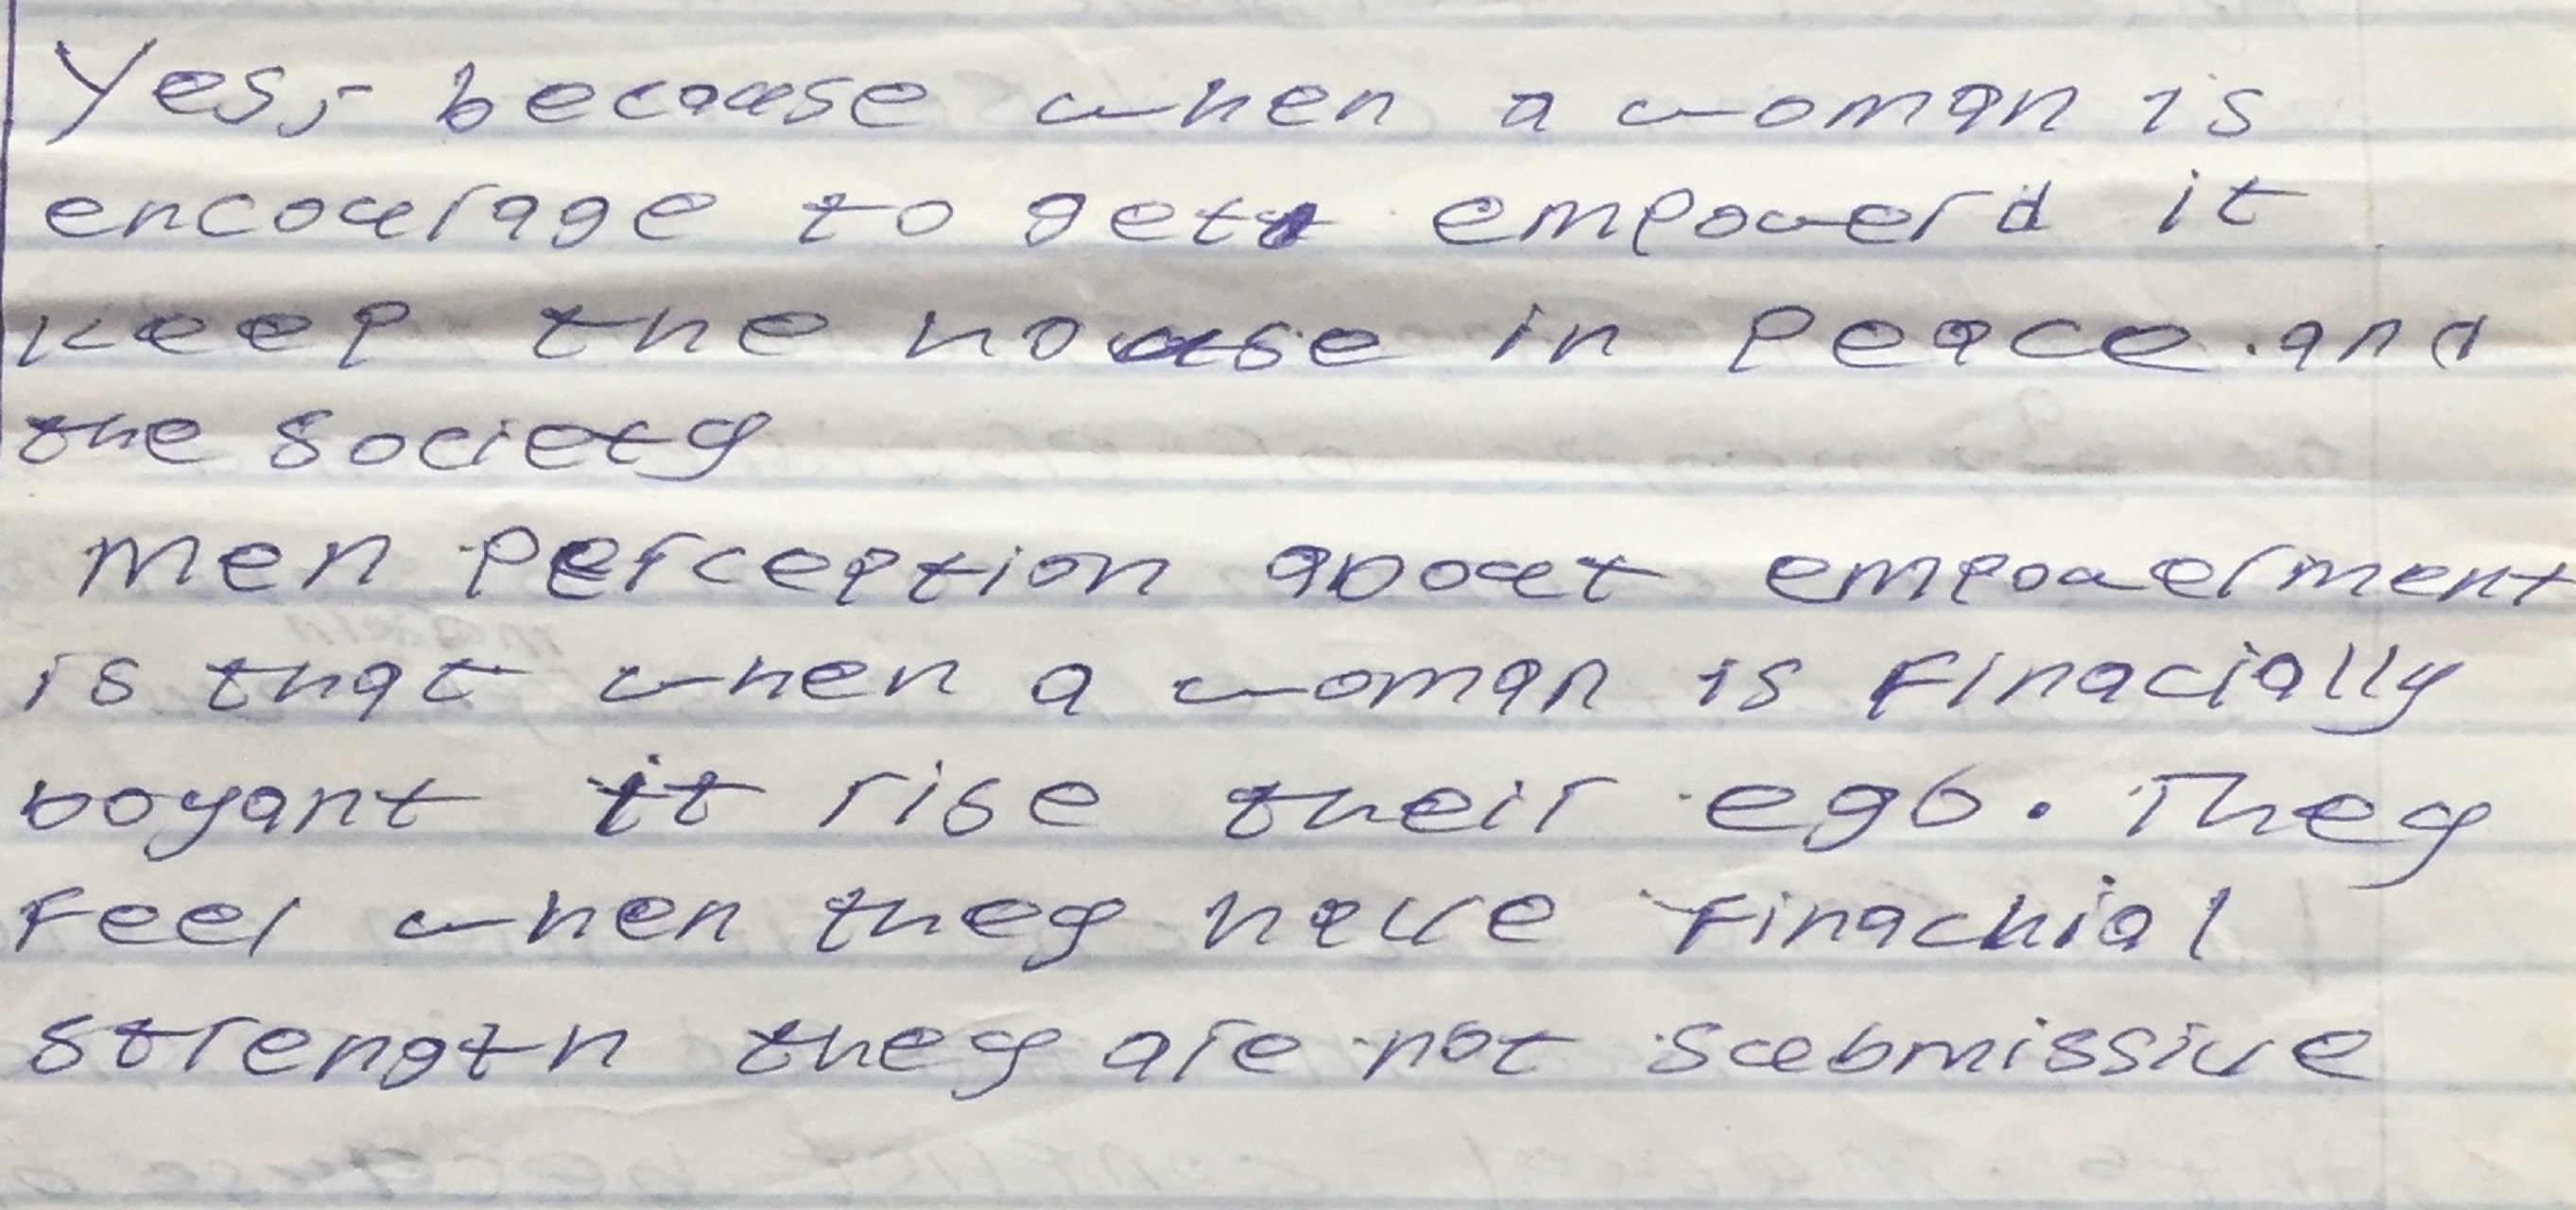 Yes,- because when a woman is
encourage to get empowerd it
keep the house in peace. and
the society
Men perception about empowerment
is that when a woman is finacially
boyant it rise their ego. They
feel when they have finachial
strength they are not submissive